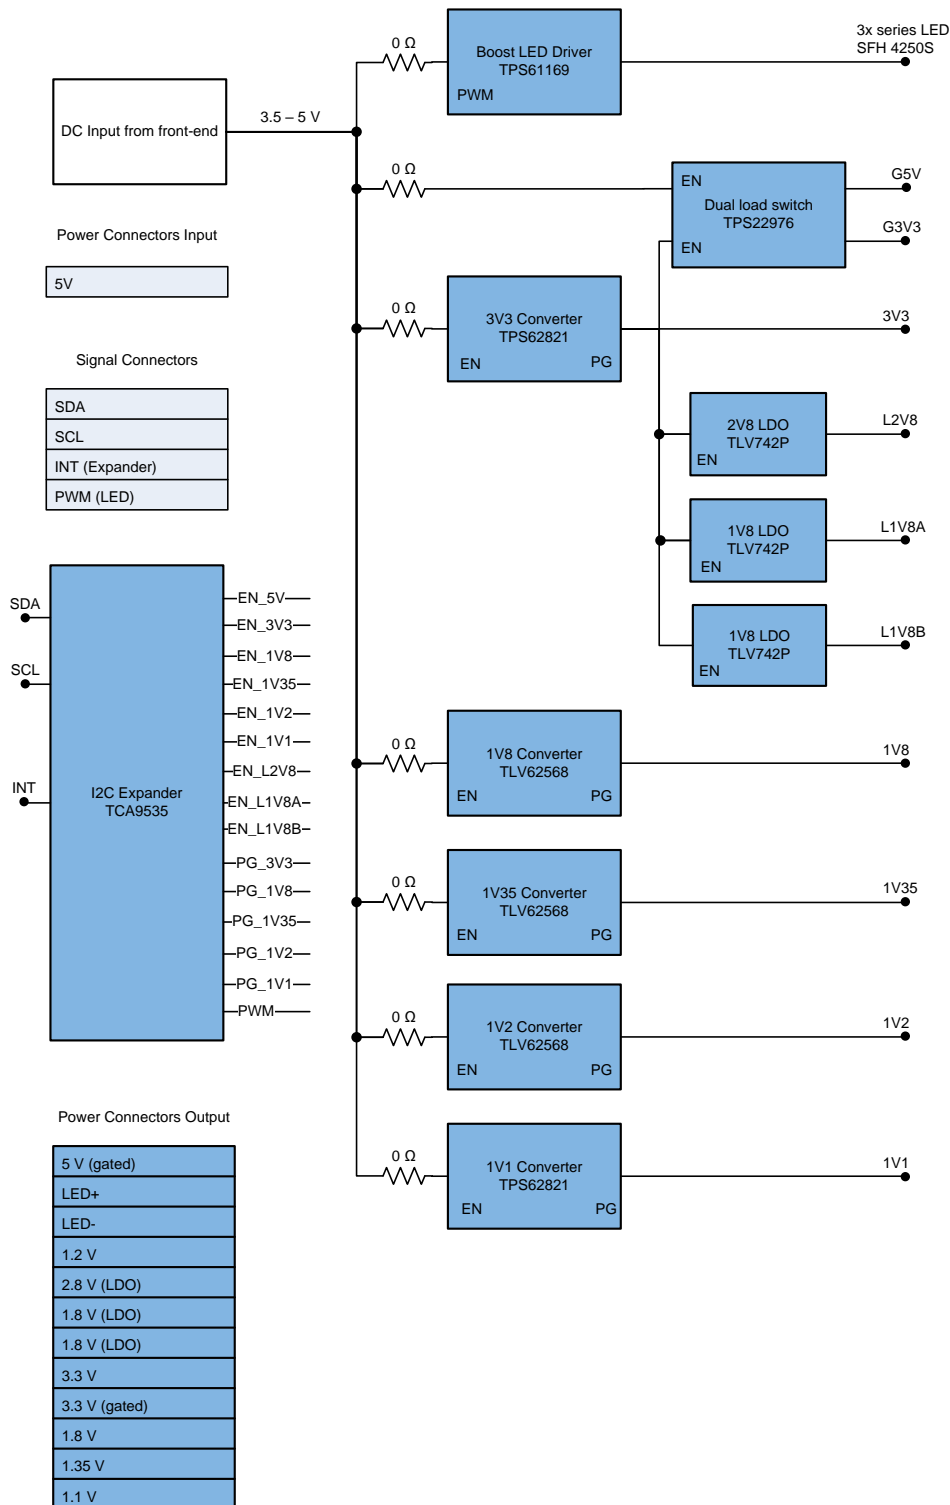 3x series LED
SFH 4250S
0 Ω
Boost LED Driver
TPS61169
PWM
DC Input from front-end
3.5 – 5 V
0 Ω
EN
Dual load switch
TPS22976
EN
G5V
G3V3
Power Connectors Input
5V
0 Ω
3V3 Converter
TPS62821
EN
PG
3V3
Signal Connectors
SDA
SCL
INT (Expander)
PWM (LED)
2V8 LDO
TLV742P
EN
L2V8
1V8 LDO
TLV742P
EN
L1V8A
1V8 LDO
TLV742P
EN
L1V8B
SDA
SCL
INT
I2C Expander
TCA9535
EN_5V
EN_3V3
EN_1V8
EN_1V35
EN_1V2
EN_1V1
EN_L2V8
EN_L1V8A
EN_L1V8B
PG_3V3
PG_1V8
PG_1V35
PG_1V2
PG_1V1
PWM
0 Ω
1V8 Converter
TLV62568
EN
PG
1V8
0 Ω
1V35 Converter
TLV62568
EN
PG
1V35
0 Ω
1V2 Converter
TLV62568
EN
PG
1V2
0 Ω
1V1 Converter
TPS62821
EN
PG
1V1
Power Connectors Output
5 V (gated)
LED+
LED-
1.2 V
2.8 V (LDO)
1.8 V (LDO)
1.8 V (LDO)
3.3 V
3.3 V (gated)
1.8 V
1.35 V
1.1 V